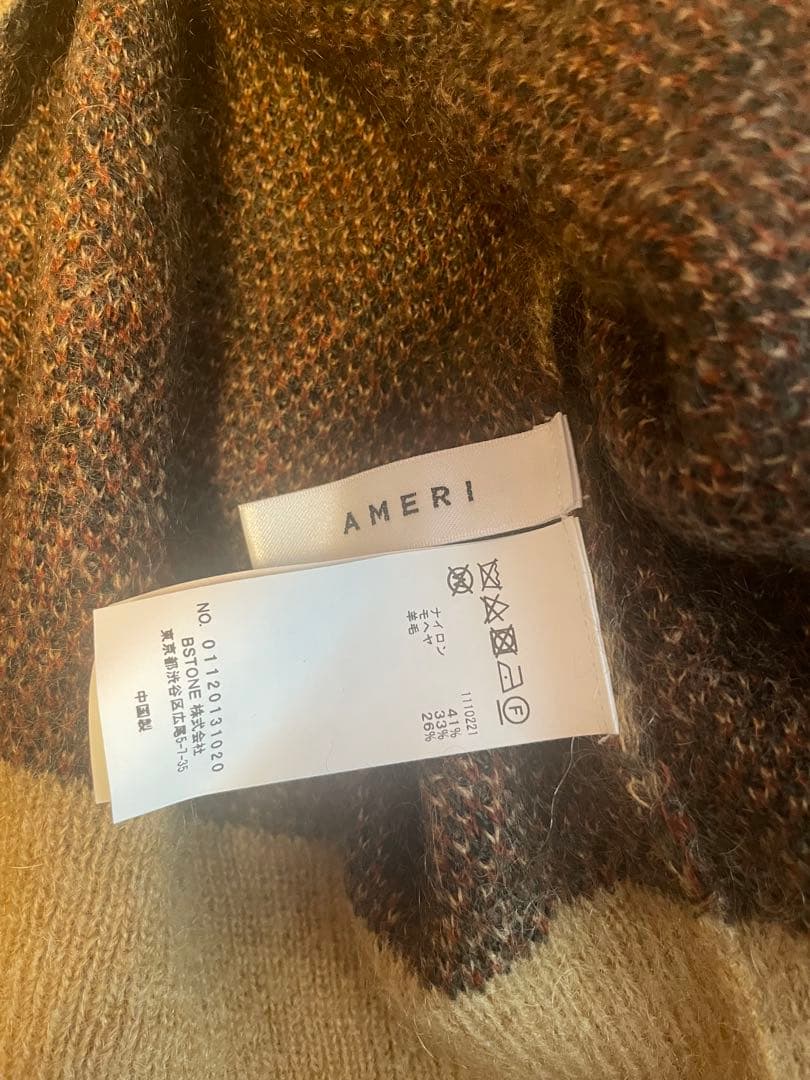 AMERI
Ⓕ
1110221
ナイロン 41%
モヘヤ 33%
羊毛 26%
NO. 01120131020
BSTONE 株式会社
東京都渋谷区広尾5-7-35
中国製